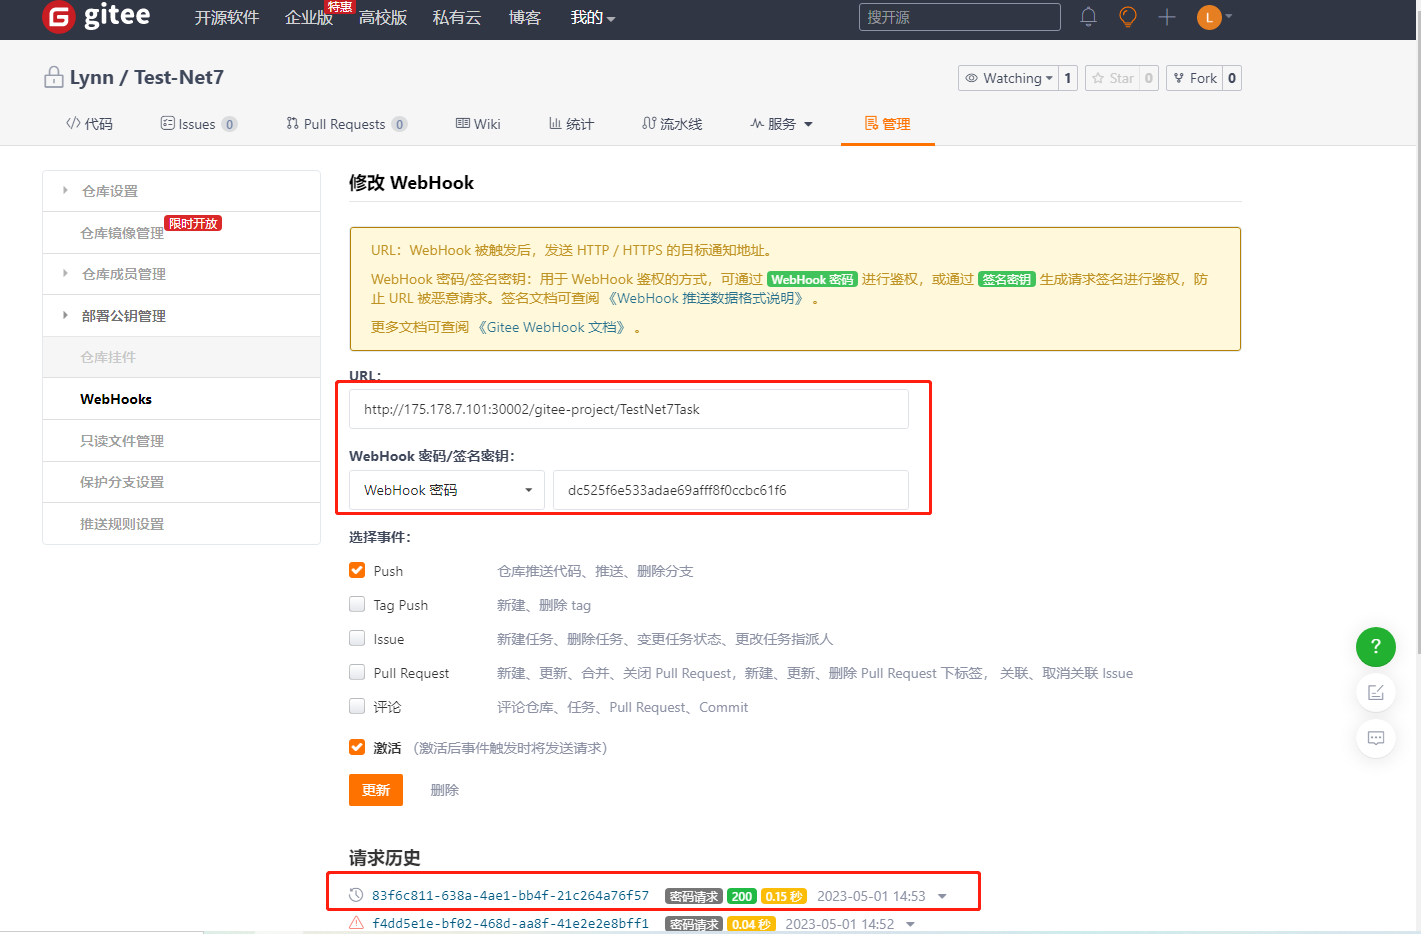 gitee 开源软件 企业版 特惠 高校版 私有云 博客 我的 搜开源 L
Lynn / Test-Net7 Watching 1 Star 0 Fork 0
代码 Issues 0 Pull Requests 0 Wiki 统计 流水线 服务 管理
仓库设置
仓库镜像管理 限时开放
仓库成员管理
部署公钥管理
仓库挂件
WebHooks
只读文件管理
保护分支设置
推送规则设置
修改 WebHook
URL：WebHook 被触发后，发送 HTTP / HTTPS 的目标通知地址。
WebHook 密码/签名密钥：用于 WebHook 鉴权的方式，可通过 WebHook 密码 进行鉴权，或通过 签名密钥 生成请求签名进行鉴权，防
止 URL 被恶意请求。签名文档可查阅 《WebHook 推送数据格式说明》 。
更多文档可查阅 《Gitee WebHook 文档》 。
URL：
http://175.178.7.101:30002/gitee-project/TestNet7Task
WebHook 密码/签名密钥：
WebHook 密码 dc525f6e533adae69afff8f0ccbc61f6
选择事件：
Push 仓库推送代码、推送、删除分支
Tag Push 新建、删除 tag
Issue 新建任务、删除任务、变更任务状态、更改任务指派人
Pull Request 新建、更新、合并、关闭 Pull Request，新建、更新、删除 Pull Request 下标签， 关联、取消关联 Issue
评论 评论仓库、任务、Pull Request、Commit
激活 （激活后事件触发时将发送请求）
更新 删除
请求历史
83f6c811-638a-4ae1-bb4f-21c264a76f57 密码请求 200 0.15 秒 2023-05-01 14:53
f4dd5e1e-bf02-468d-aa8f-41e2e2e8bff1 密码请求 0.04 秒 2023-05-01 14:52
?